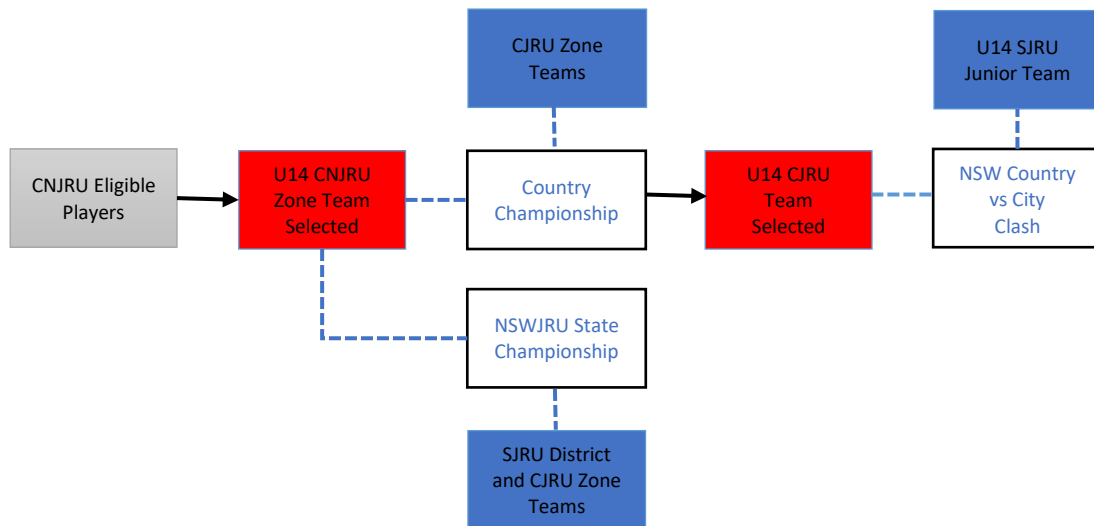 CJRU Zone
Teams
U14 SJRU
Junior Team
CNJRU Eligible
Players
U14 CNJRU
Zone Team
Selected
Country
Championship
U14 CJRU
Team
Selected
NSW Country
vs City
Clash
NSWJRU State
Championship
SJRU District
and CJRU Zone
Teams